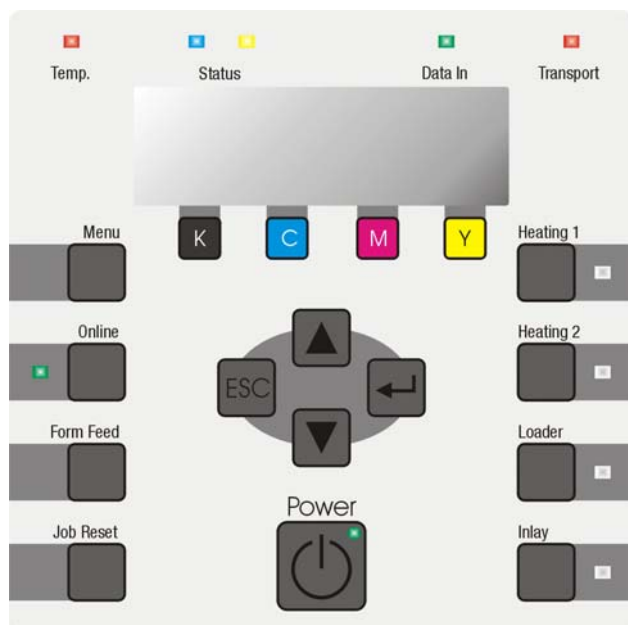 Temp.
Status
Data In
Transport
K
C
M
Y
Menu
Heating 1
Online
Heating 2
ESC
Form Feed
Loader
Power
Job Reset
Inlay